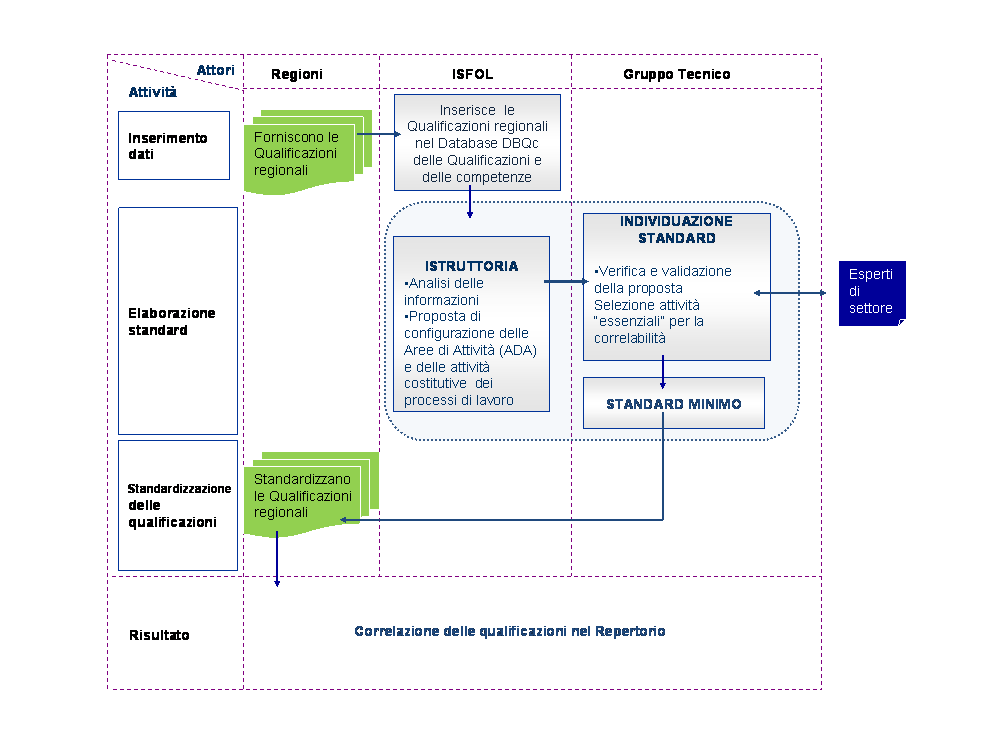 Attori
Attività
Regioni
ISFOL
Gruppo Tecnico
Inserimento
dati
Forniscono le
Qualificazioni
regionali
Inserisce le
Qualificazioni regionali
nel Database DBQc
delle Qualificazioni e
delle competenze
Elaborazione
standard
ISTRUTTORIA
•Analisi delle
informazioni
•Proposta di
configurazione delle
Aree di Attività (ADA)
e delle attività
costitutive dei
processi di lavoro
INDIVIDUAZIONE
STANDARD
•Verifica e validazione
della proposta
Selezione attività
"essenziali" per la
correlabilità
STANDARD MINIMO
Esperti
di
settore
Standardizzazione
delle
qualificazioni
Standardizzano
le Qualificazioni
regionali
Risultato
Correlazione delle qualificazioni nel Repertorio